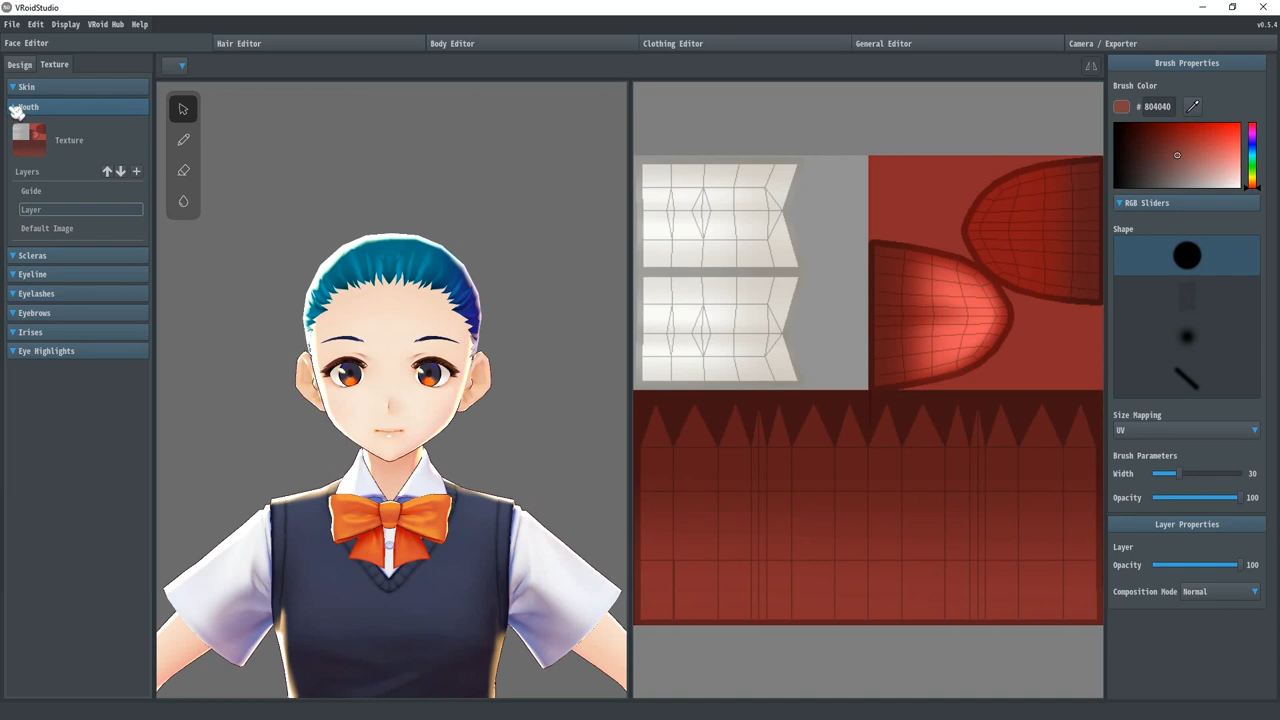 VRoidStudio
File Edit Display VRoid Hub Help
v0.5.4
Face Editor
Hair Editor
Body Editor
Clothing Editor
General Editor
Camera / Exporter
Design Texture
Skin
Mouth
Texture
Layers
Guide
Layer
Default Image
Scleras
Eyeline
Eyelashes
Eyebrows
Irises
Eye Highlights
Brush Properties
Brush Color
# 804040
RGB Sliders
Shape
Size Mapping
UV
Brush Parameters
Width 30
Opacity 100
Layer Properties
Layer
Opacity 100
Composition Mode Normal